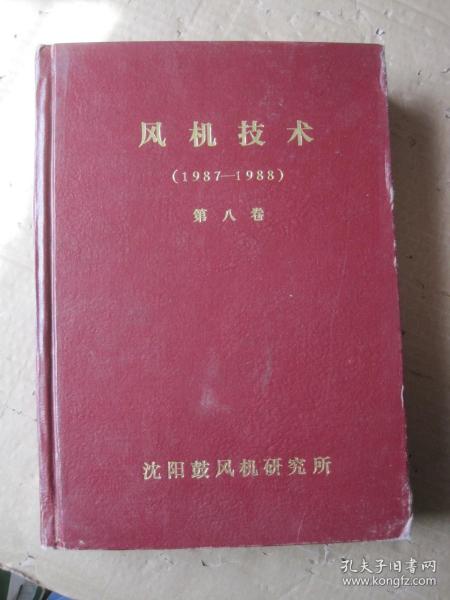 风机技术
(1987—1988)
第八卷
沈阳鼓风机研究所
孔夫子旧书网
www.kongfz.com